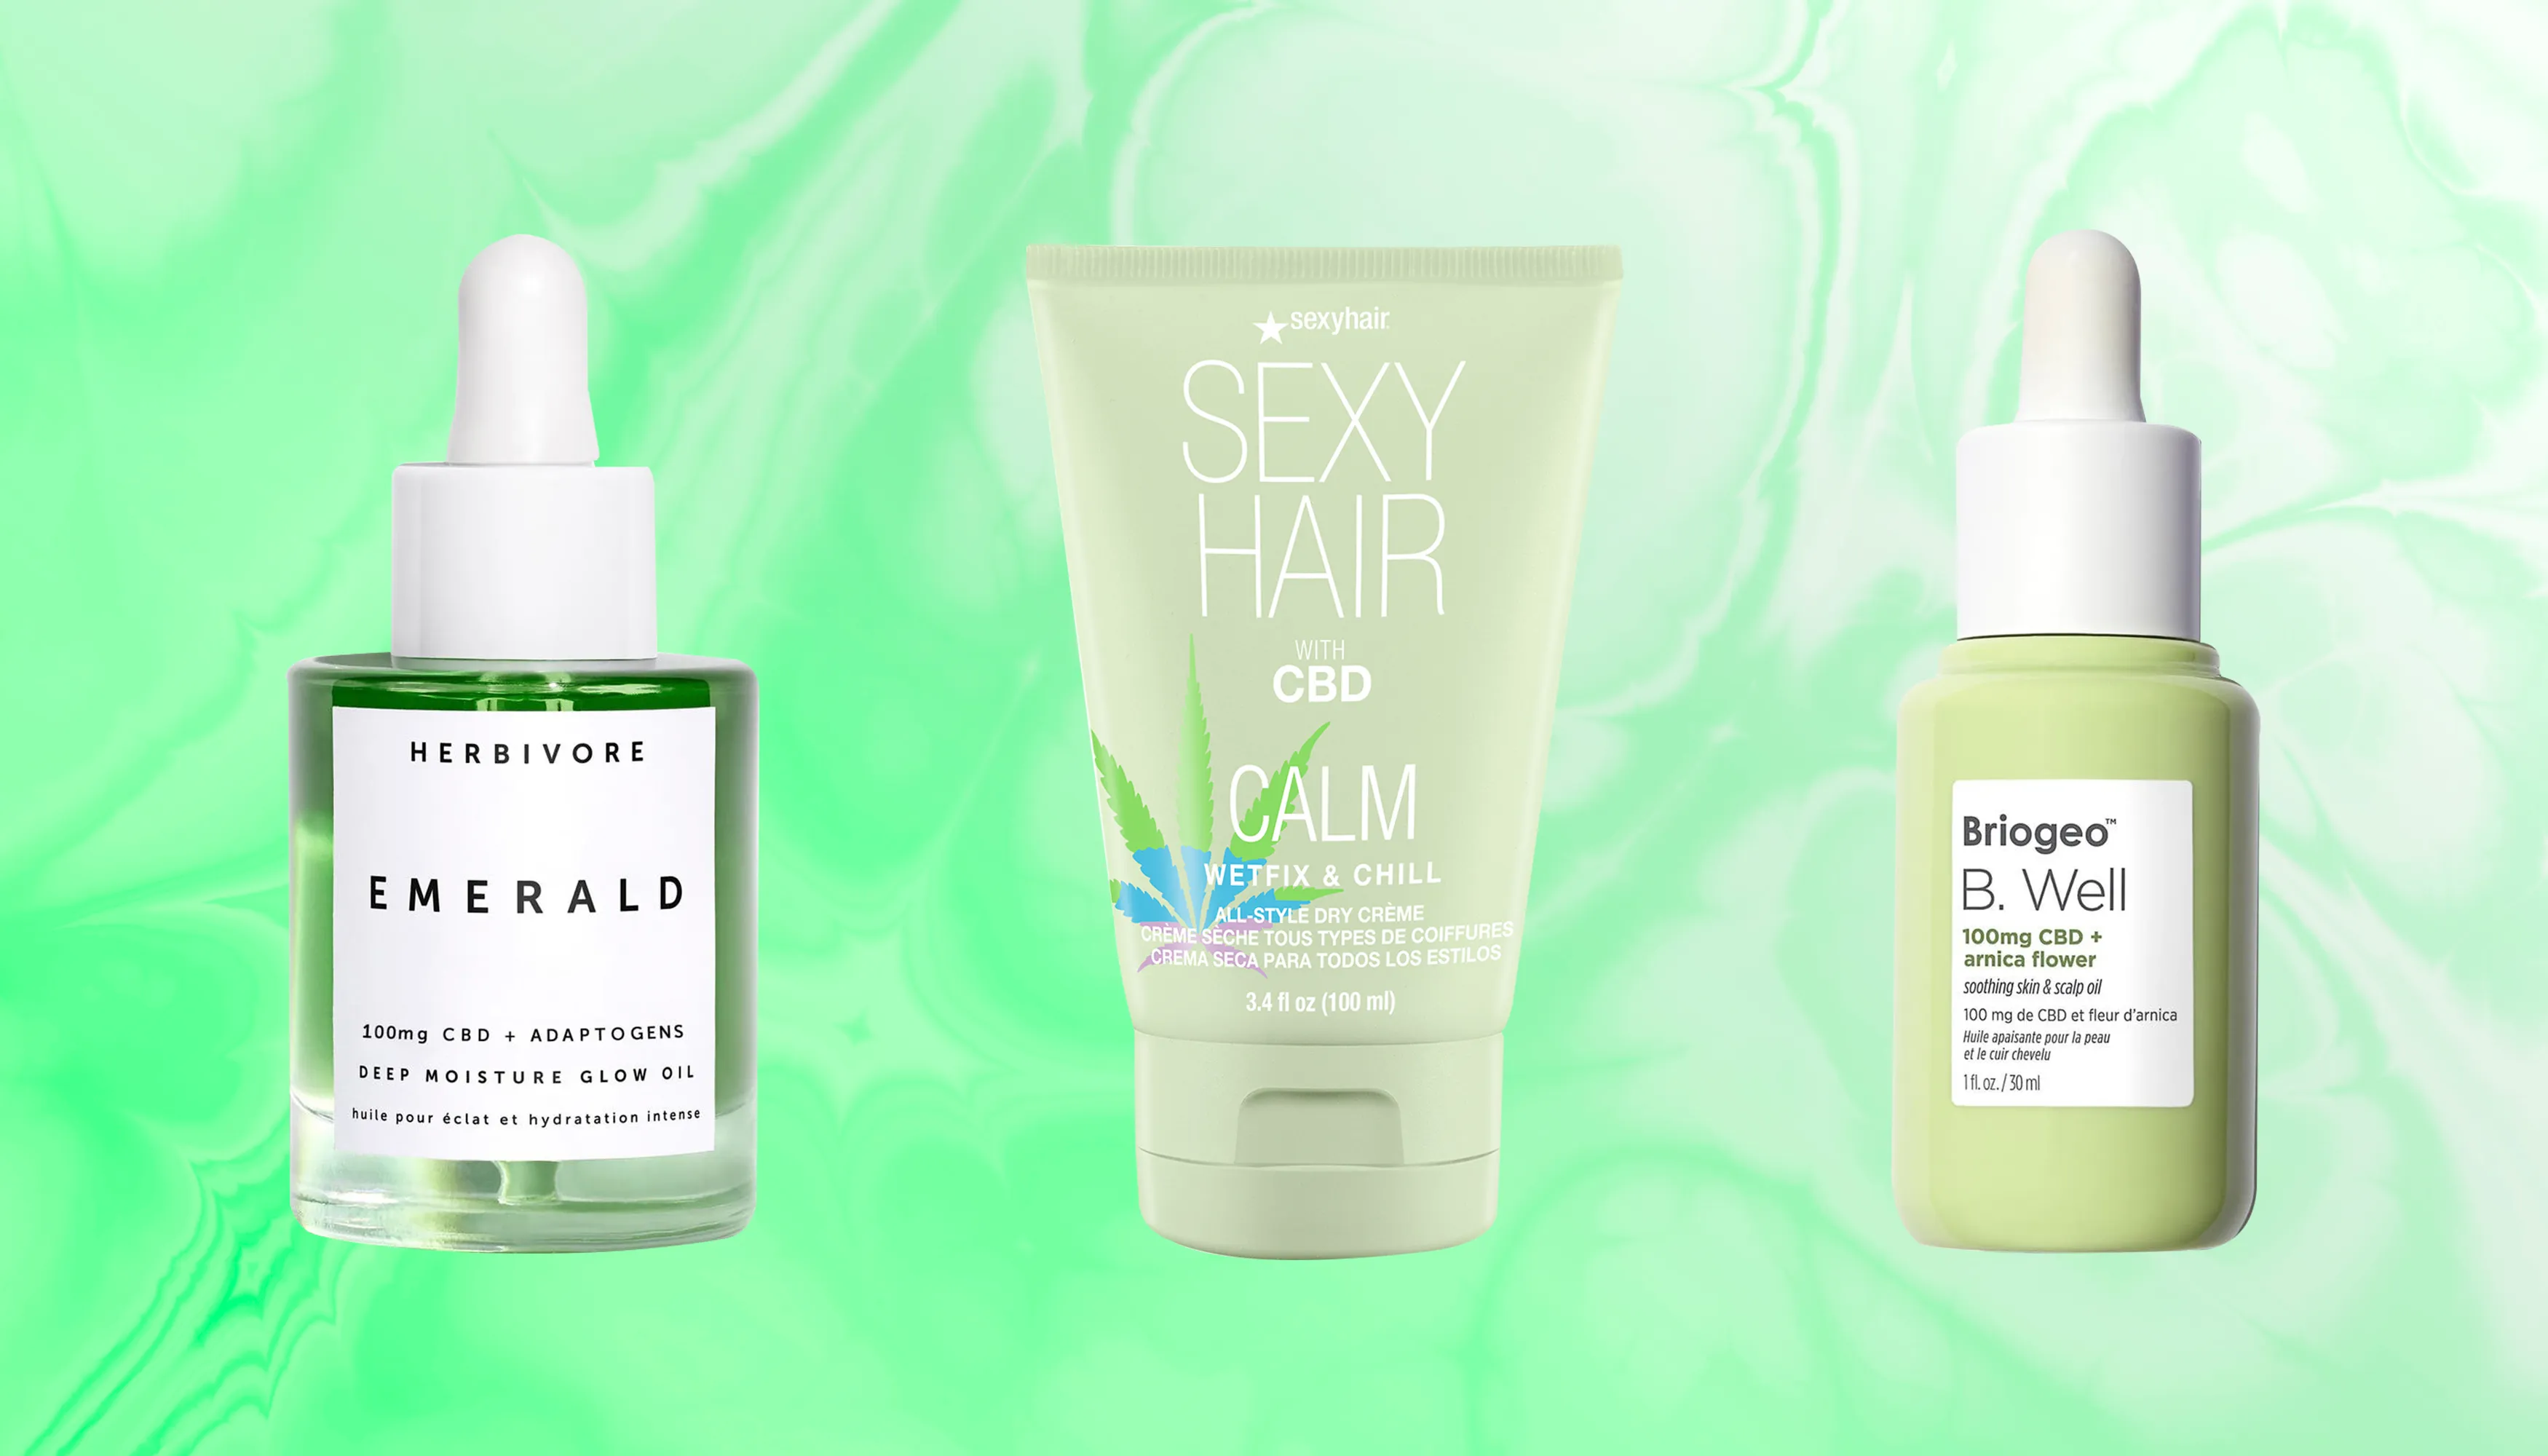 HERBIVORE
EMERALD
100mg CBD + ADAPTOGENS
DEEP MOISTURE GLOW OIL
huile pour éclat et hydratation intense
sexyhair
SEXY
HAIR
WITH
CBD
CALM
WETFIX & CHILL
ALL-STYLE DRY CRÈME
CRÈME SÈCHE TOUS TYPES DE COIFFURES
CREMA SECA PARA TODOS LOS ESTILOS
3.4 fl oz (100 ml)
Briogeo™
B. Well
100mg CBD +
arnica flower
soothing skin & scalp oil
100 mg de CBD et fleur d'arnica
Huile apaisante pour la peau
et le cuir chevelu
1 fl. oz. / 30 ml